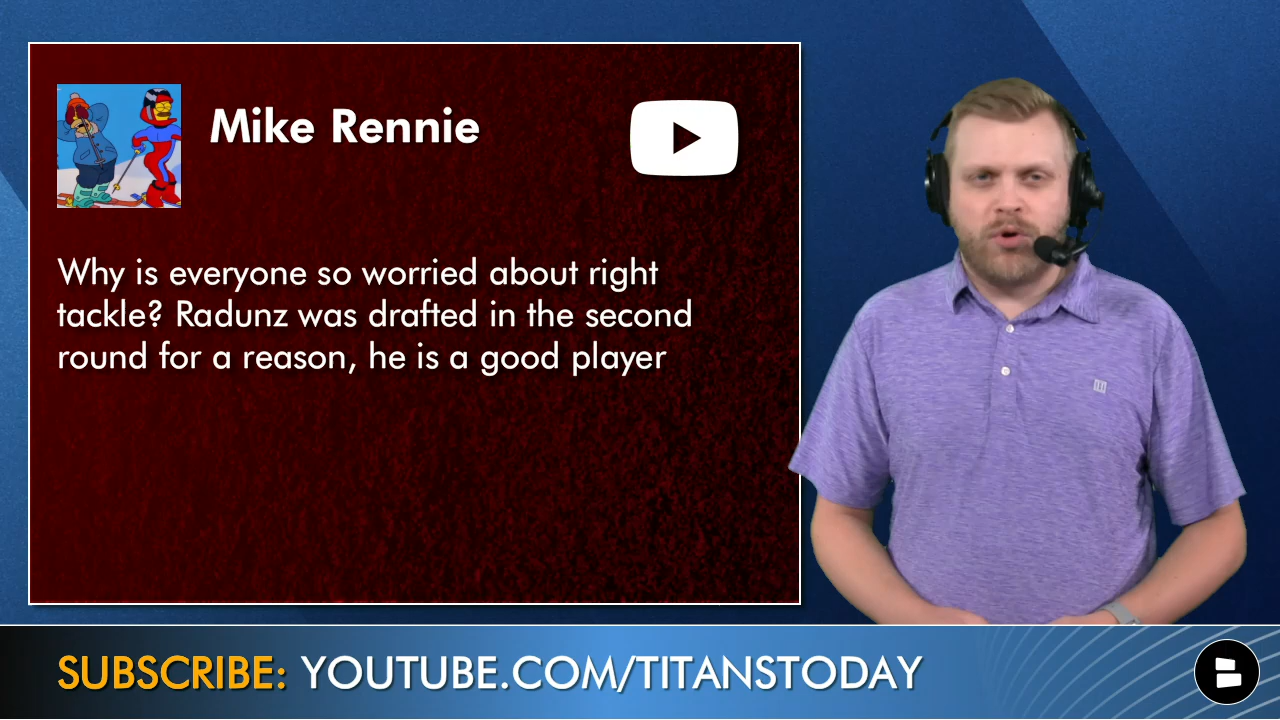 Mike Rennie
Why is everyone so worried about right
tackle? Radunz was drafted in the second
round for a reason, he is a good player
SUBSCRIBE: YOUTUBE.COM/TITANSTODAY